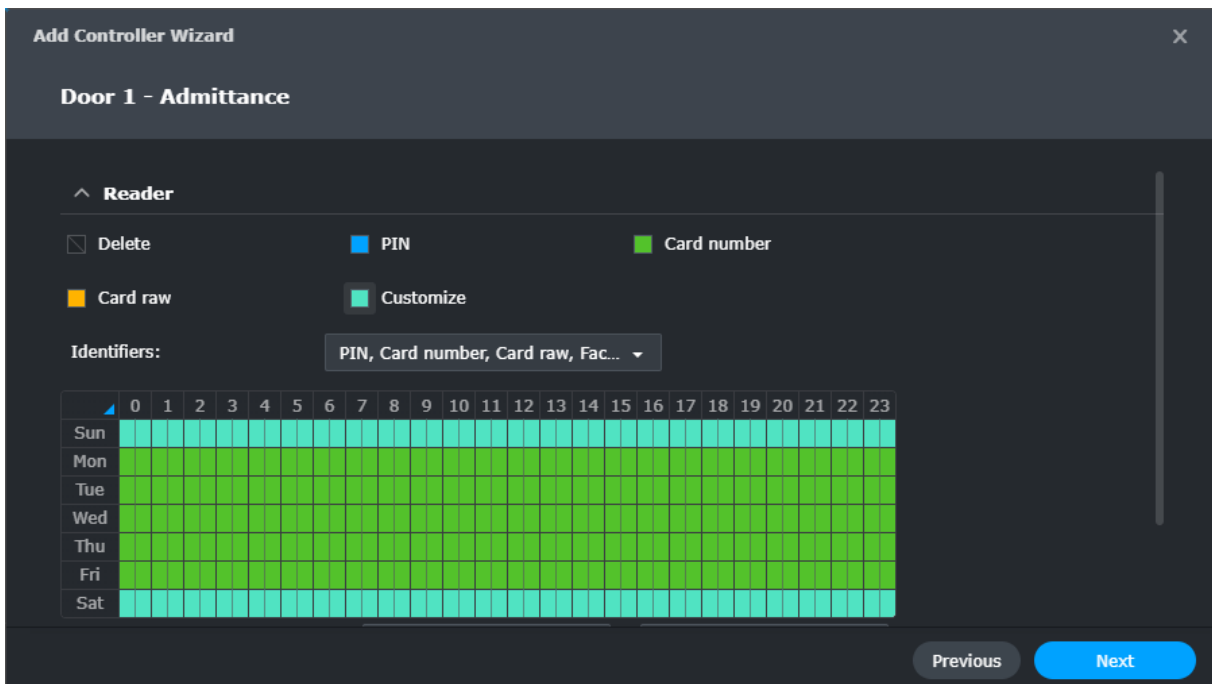 Add Controller Wizard
Door 1 - Admittance
Reader
Delete PIN Card number
Card raw Customize
Identifiers: PIN, Card number, Card raw, Fac...
0 1 2 3 4 5 6 7 8 9 10 11 12 13 14 15 16 17 18 19 20 21 22 23
Sun
Mon
Tue
Wed
Thu
Fri
Sat
Previous Next